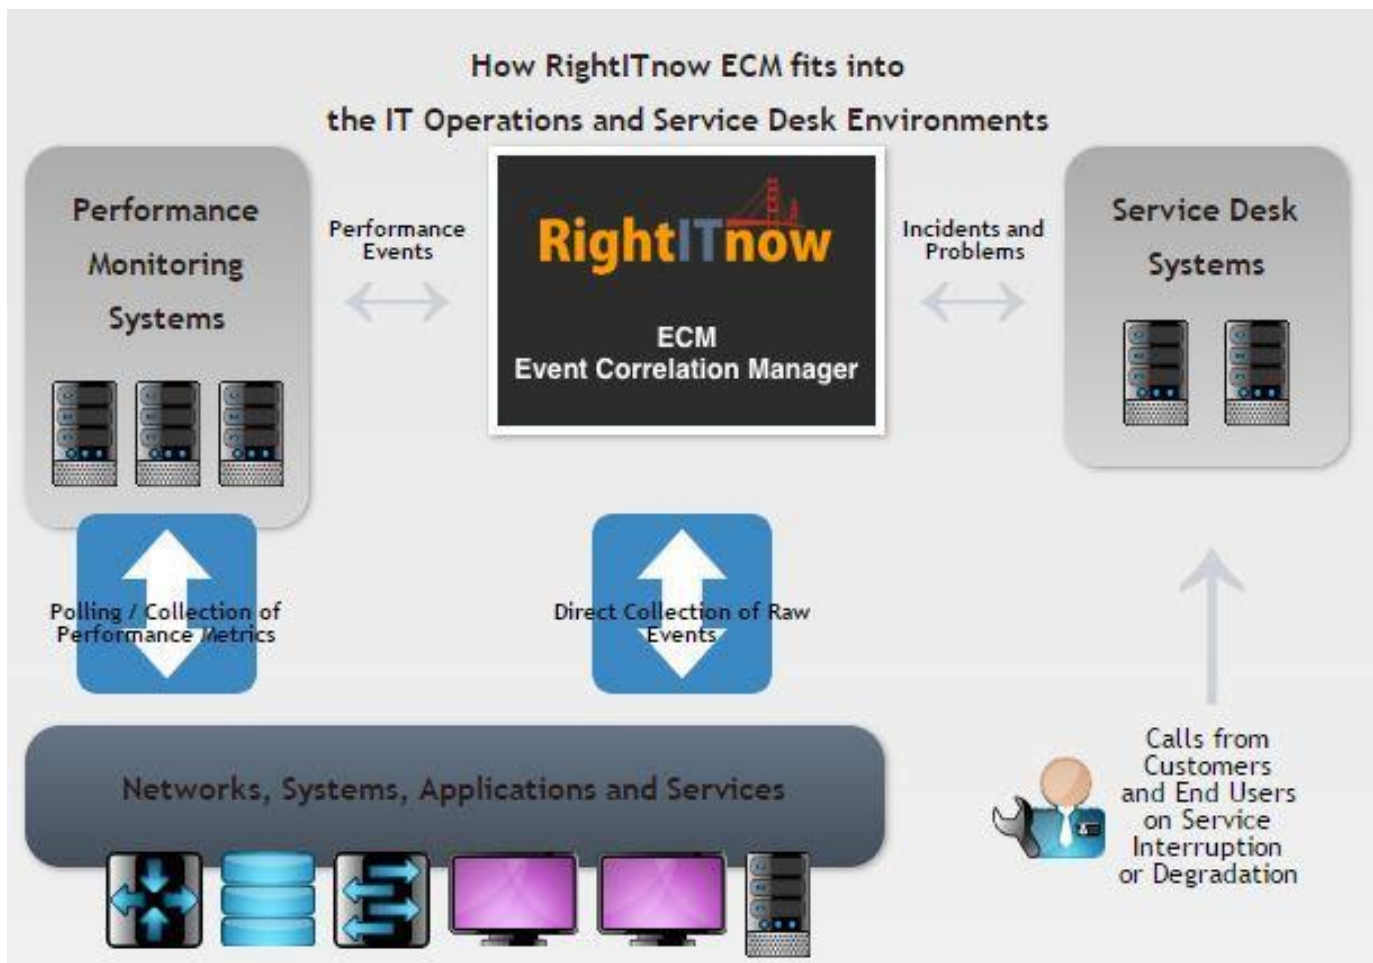 How RightITnow ECM fits into
the IT Operations and Service Desk Environments
Performance
Monitoring
Systems
Performance
Events
RightITnow
ECM
Event Correlation Manager
Incidents and
Problems
Service Desk
Systems
Polling / Collection of
Performance Metrics
Direct Collection of Raw
Events
Networks, Systems, Applications and Services
Calls from
Customers
and End Users
on Service
Interruption
or Degradation